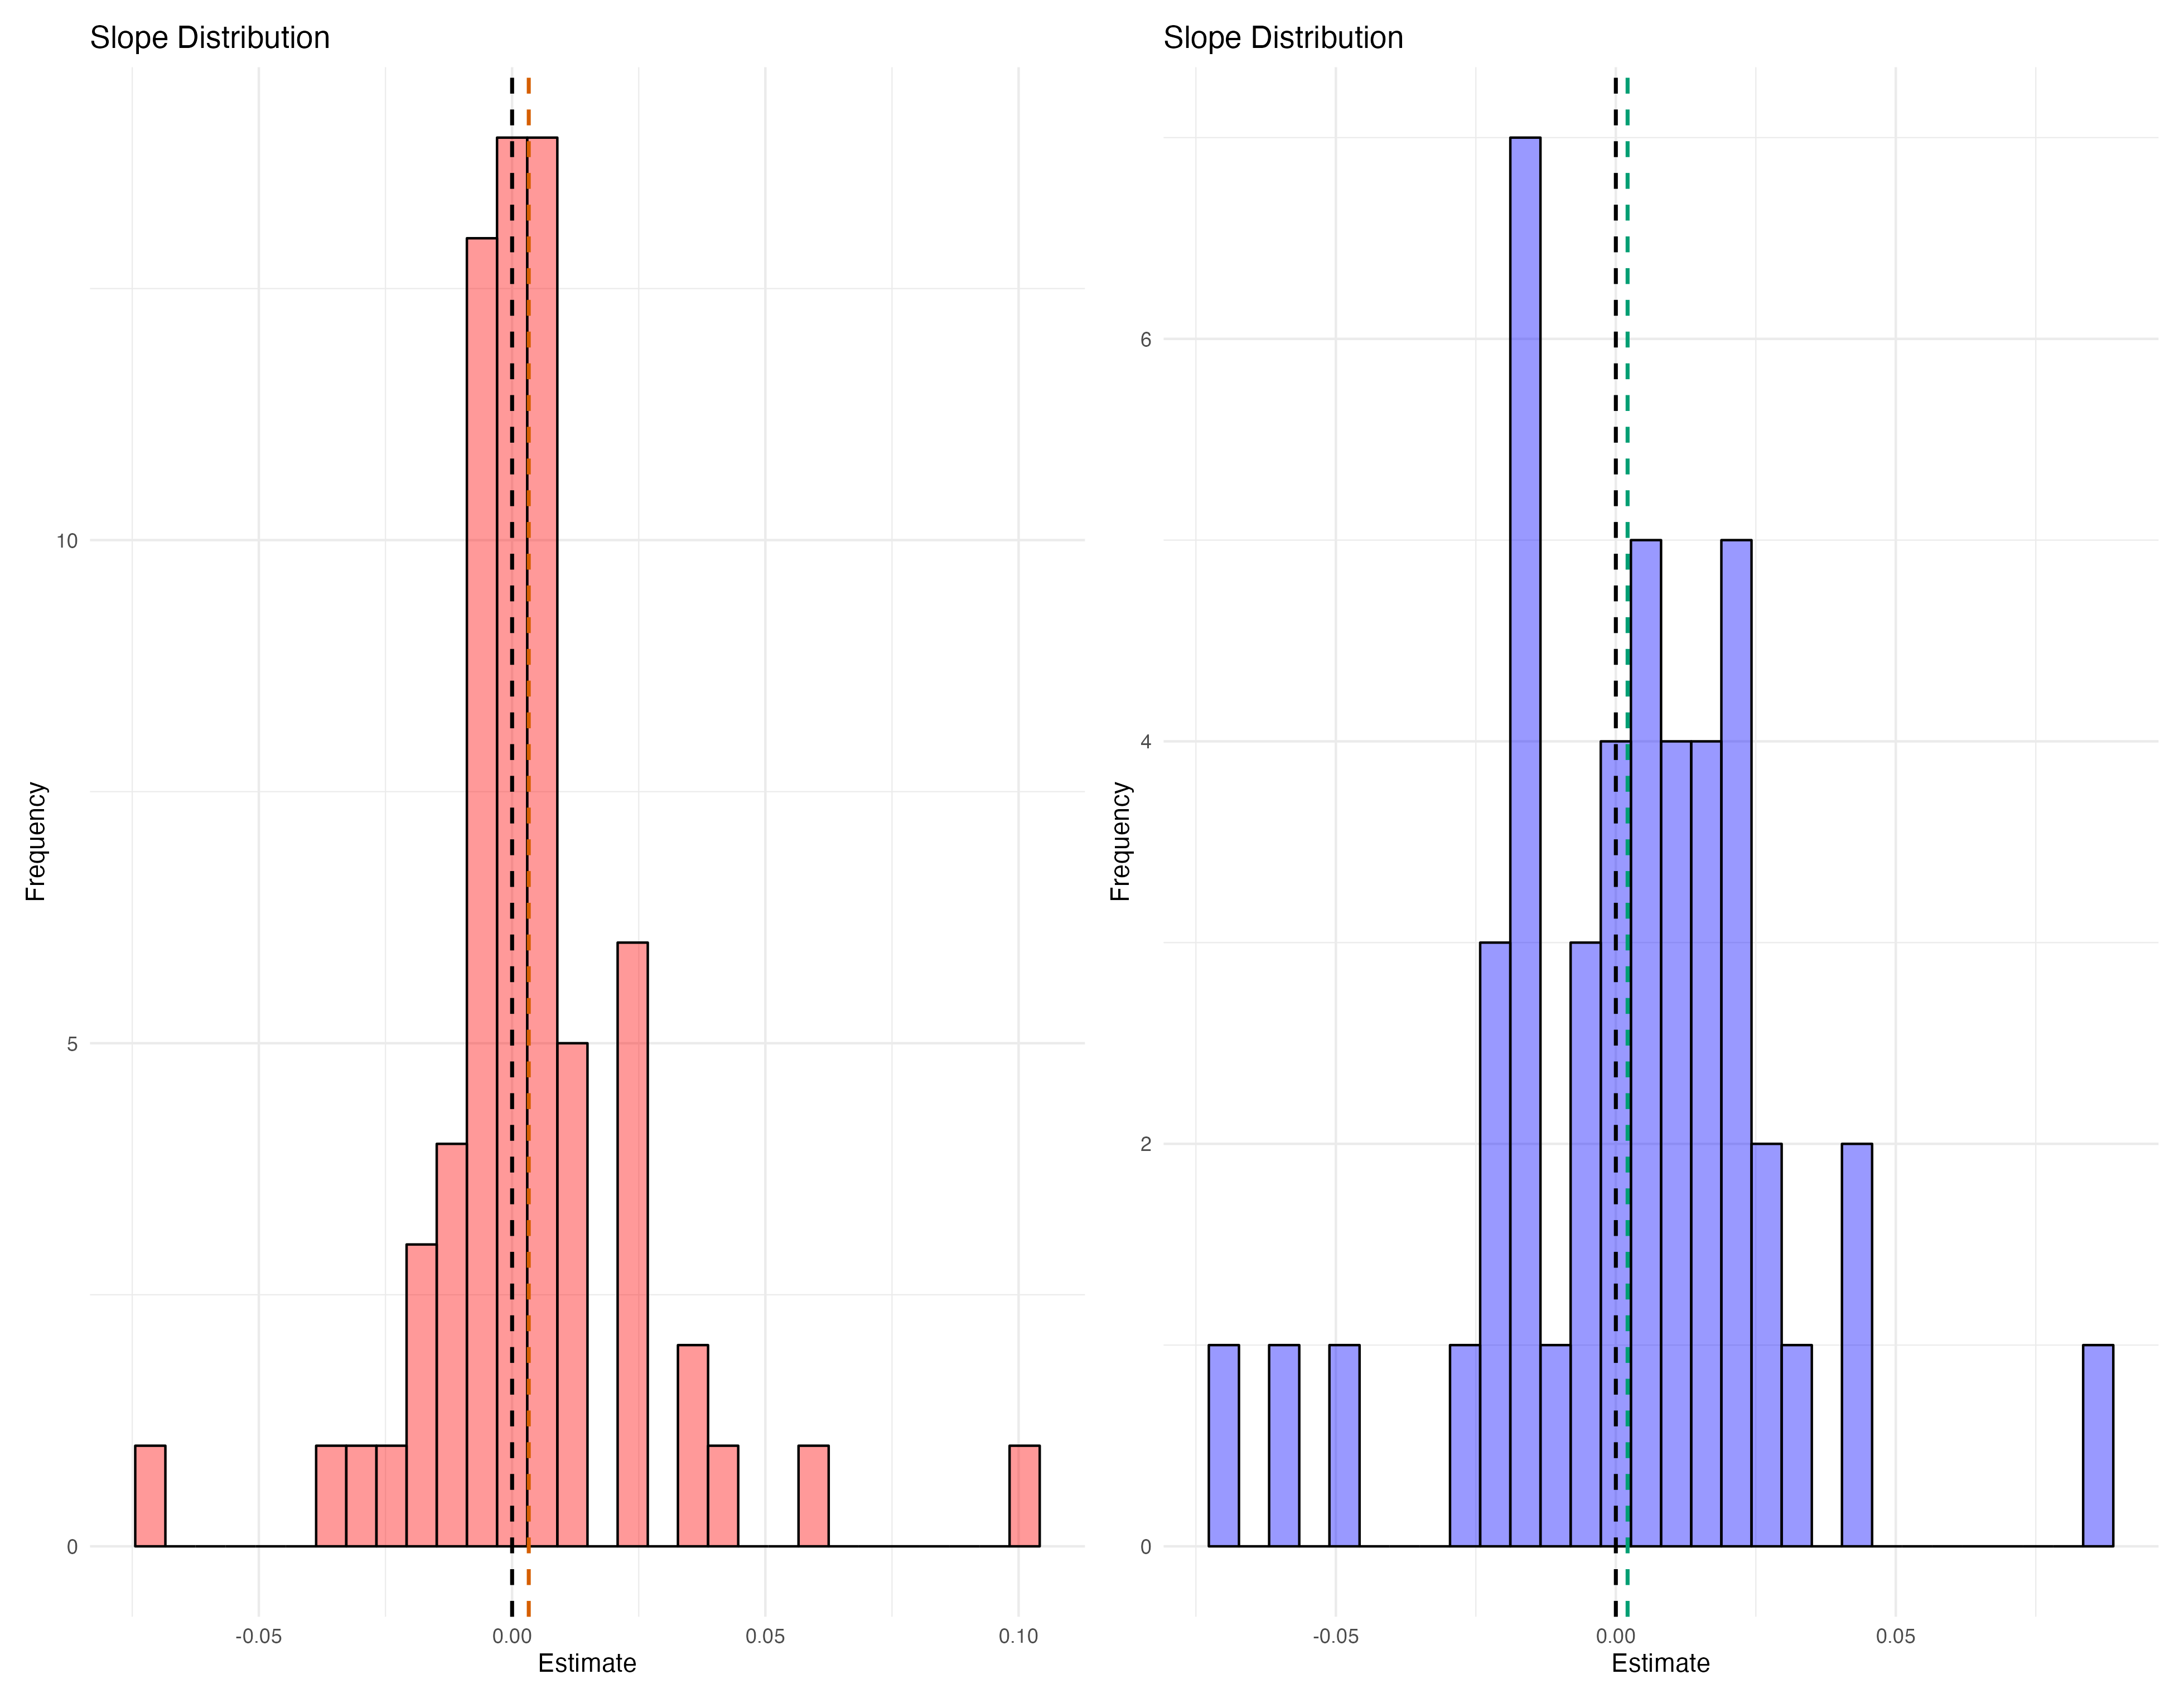 Slope Distribution
Frequency
10
5
0
-0.05 0.00 0.05 0.10
Estimate
Slope Distribution
Frequency
6
4
2
0
-0.05 0.00 0.05
Estimate